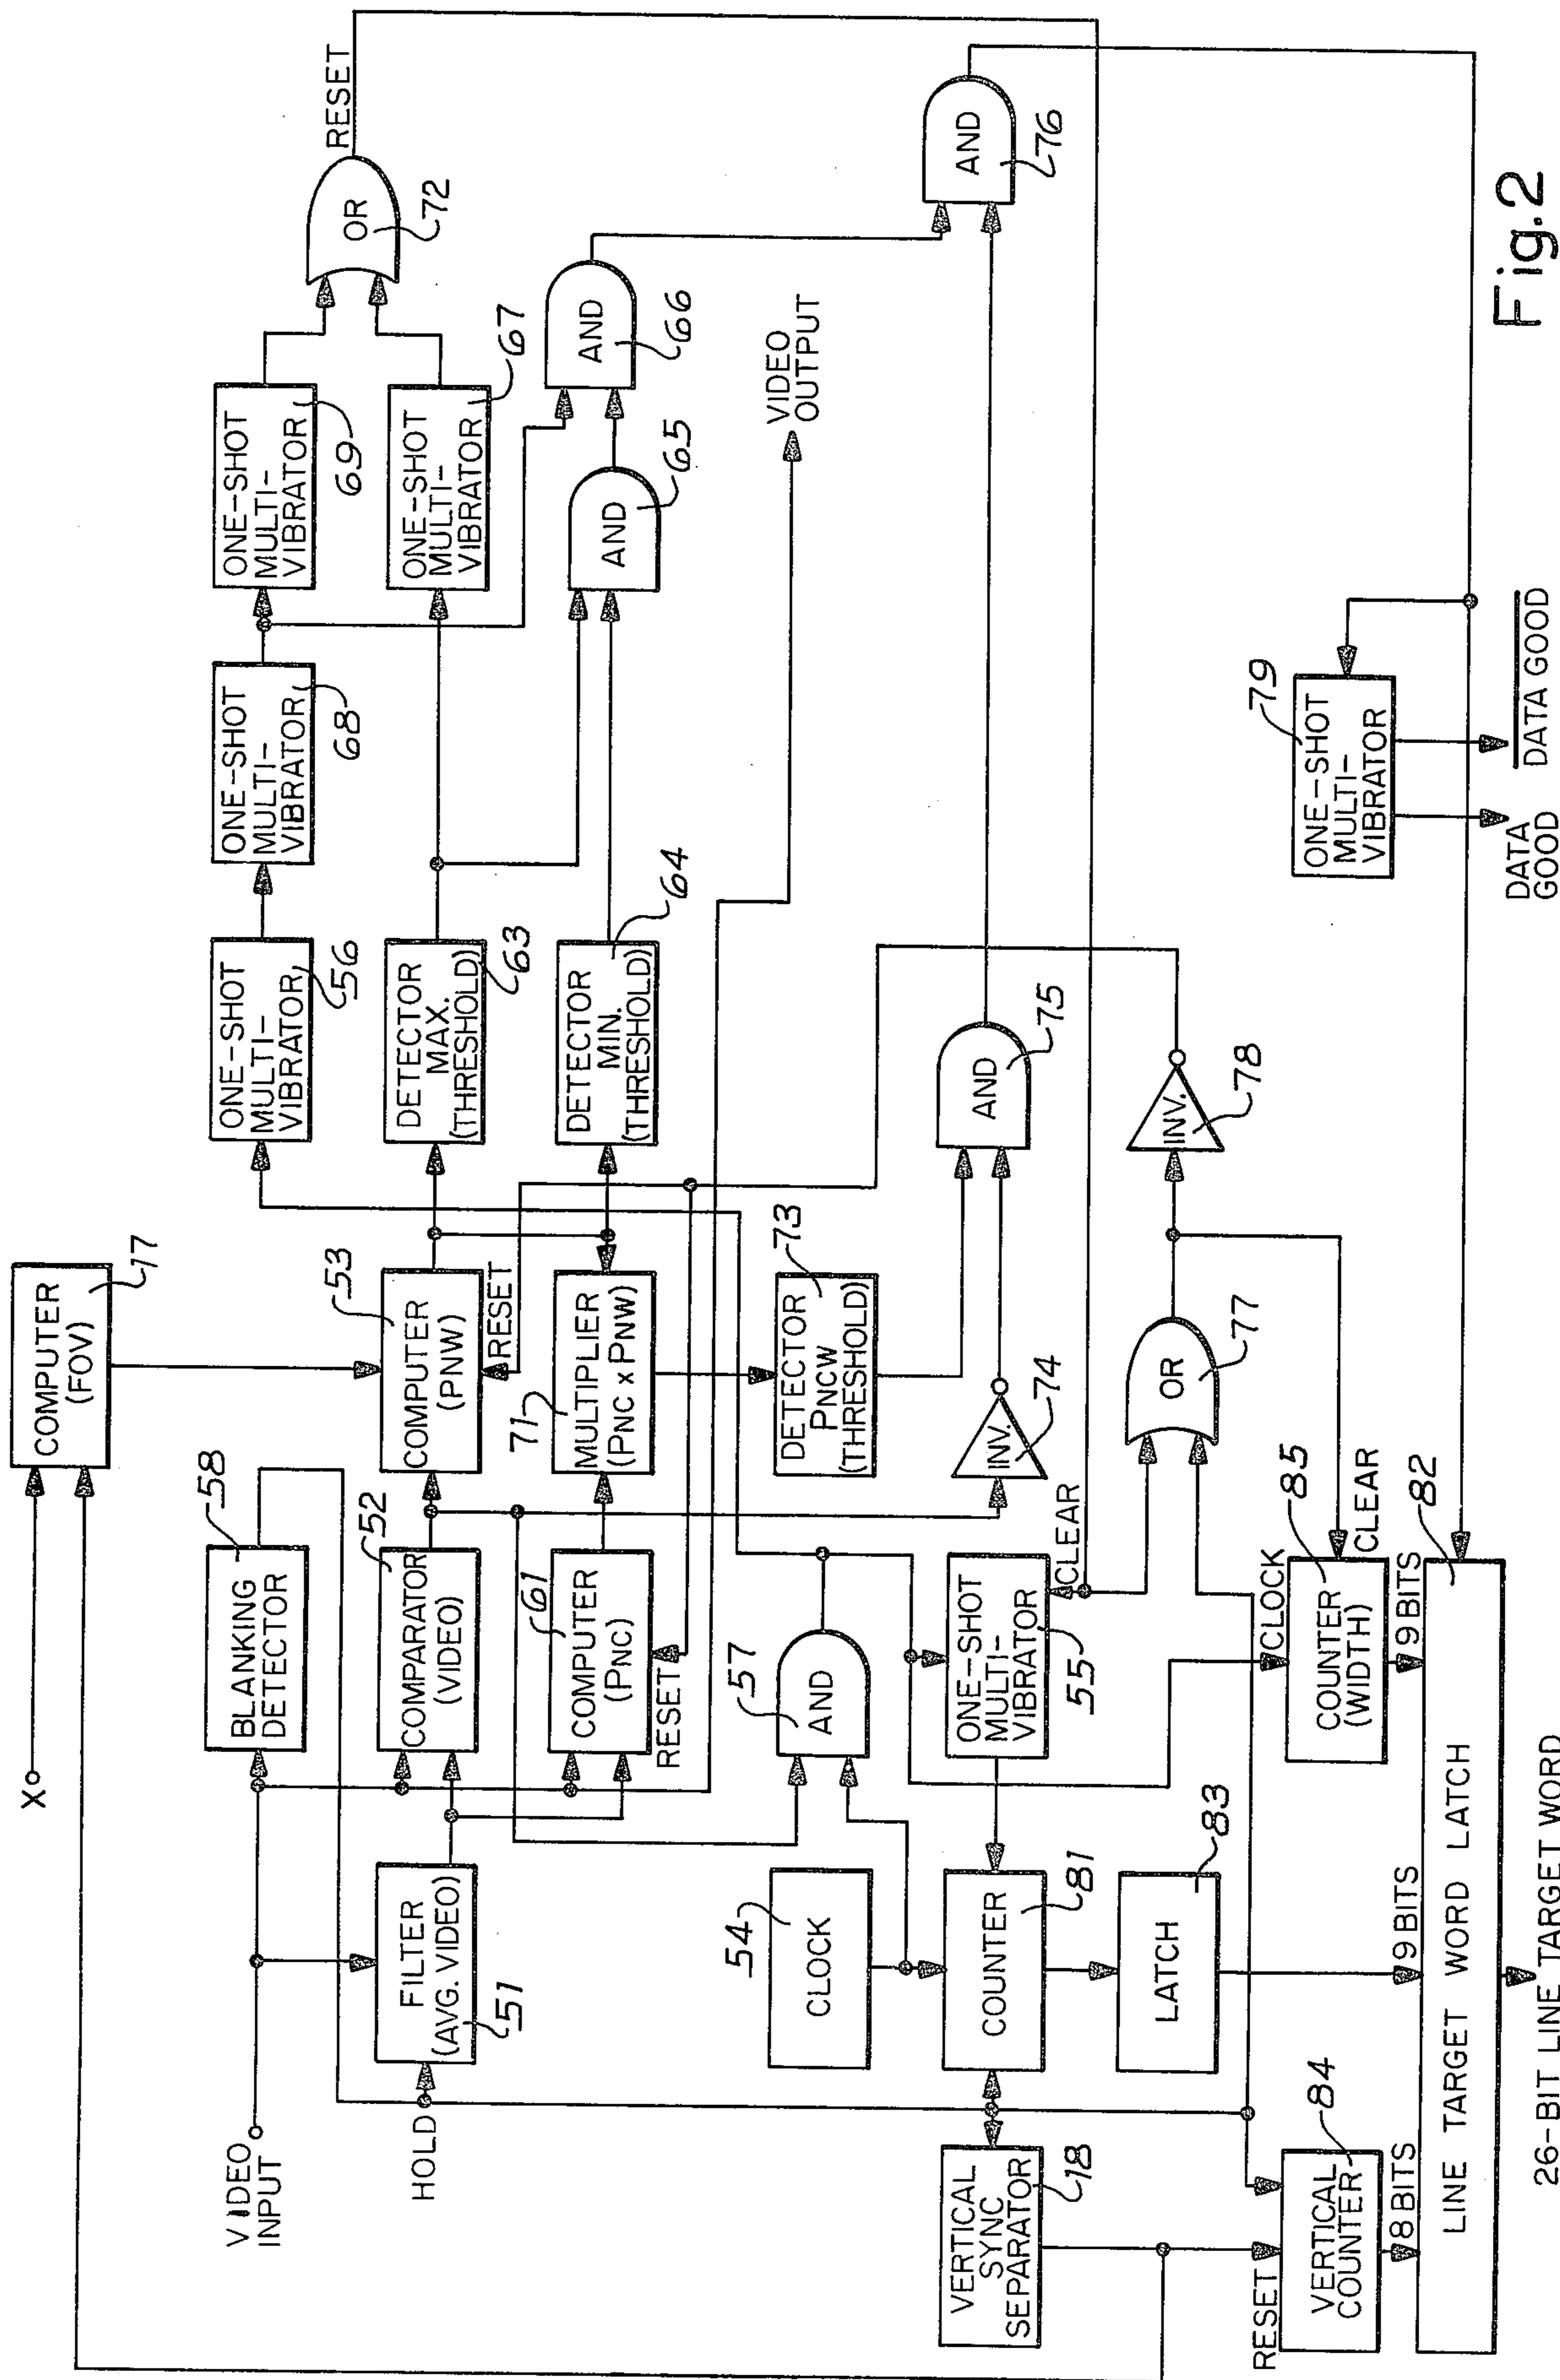 X
COMPUTER
(FOV)
17
VIDEO
INPUT
BLANKING
DETECTOR
58
ONE-SHOT
MULTI-
VIBRATOR
56
ONE-SHOT
MULTI-
VIBRATOR
68
ONE-SHOT
MULTI-
VIBRATOR
69
OR
72
RESET
HOLD
FILTER
(AVG. VIDEO)
51
COMPARATOR
(VIDEO)
52
COMPUTER
(PNW)
53
RESET
DETECTOR
MAX.
(THRESHOLD)
63
ONE-SHOT
MULTI-
VIBRATOR
67
COMPUTER
(PNC)
61
RESET
MULTIPLIER
(PNC x PNW)
71
DETECTOR
MIN.
(THRESHOLD)
64
AND
65
AND
66
VIDEO
OUTPUT
CLOCK
54
AND
57
DETECTOR
PNCW
(THRESHOLD)
73
VERTICAL
SYNC
SEPARATOR
18
COUNTER
81
ONE-SHOT
MULTI-
VIBRATOR
55
CLEAR
INV.
74
AND
75
AND
76
LATCH
83
OR
77
INV.
78
RESET
VERTICAL
COUNTER
84
8 BITS
9 BITS
CLOCK
COUNTER
(WIDTH)
85
CLEAR
9 BITS
ONE-SHOT
MULTI-
VIBRATOR
79
DATA
GOOD
DATA GOOD
LINE TARGET WORD LATCH
82
26-BIT LINE TARGET WORD
Fig.2